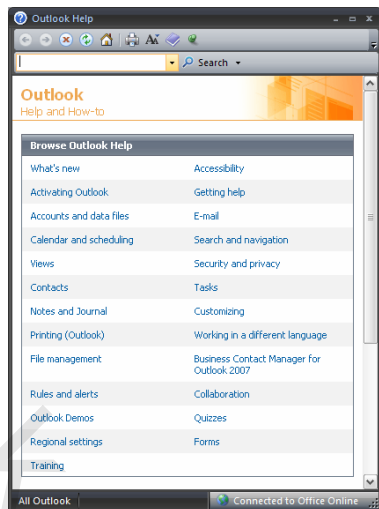 Outlook Help
Search
Outlook
Help and How-to
Browse Outlook Help
What's new
Accessibility
Activating Outlook
Getting help
Accounts and data files
E-mail
Calendar and scheduling
Search and navigation
Views
Security and privacy
Contacts
Tasks
Notes and Journal
Customizing
Printing (Outlook)
Working in a different language
File management
Business Contact Manager for
Outlook 2007
Rules and alerts
Collaboration
Outlook Demos
Quizzes
Regional settings
Forms
Training
All Outlook
Connected to Office Online